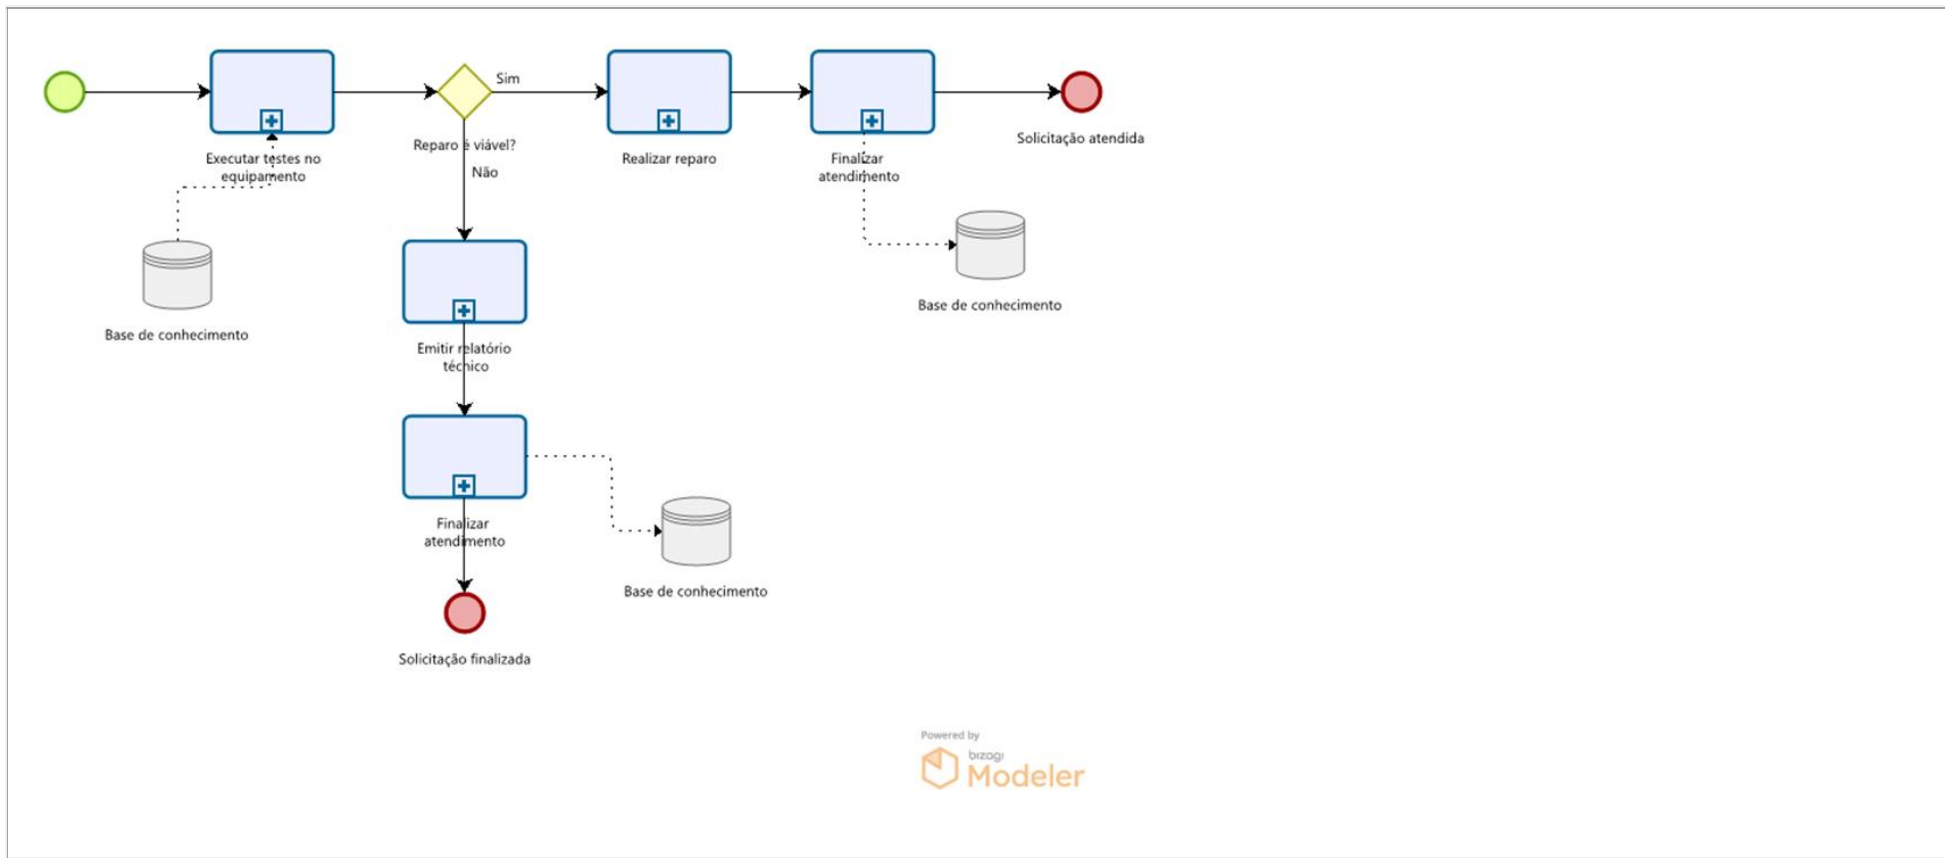 Sim
Solicitação atendida
Reparo é viável?
Executar testes no
equipamento
Realizar reparo
Finalizar
atendimento
Não
Base de conhecimento
Base de conhecimento
Emitir relatório
técnico
Finalizar
atendimento
Base de conhecimento
Solicitação finalizada
Powered by
bizagi
Modeler